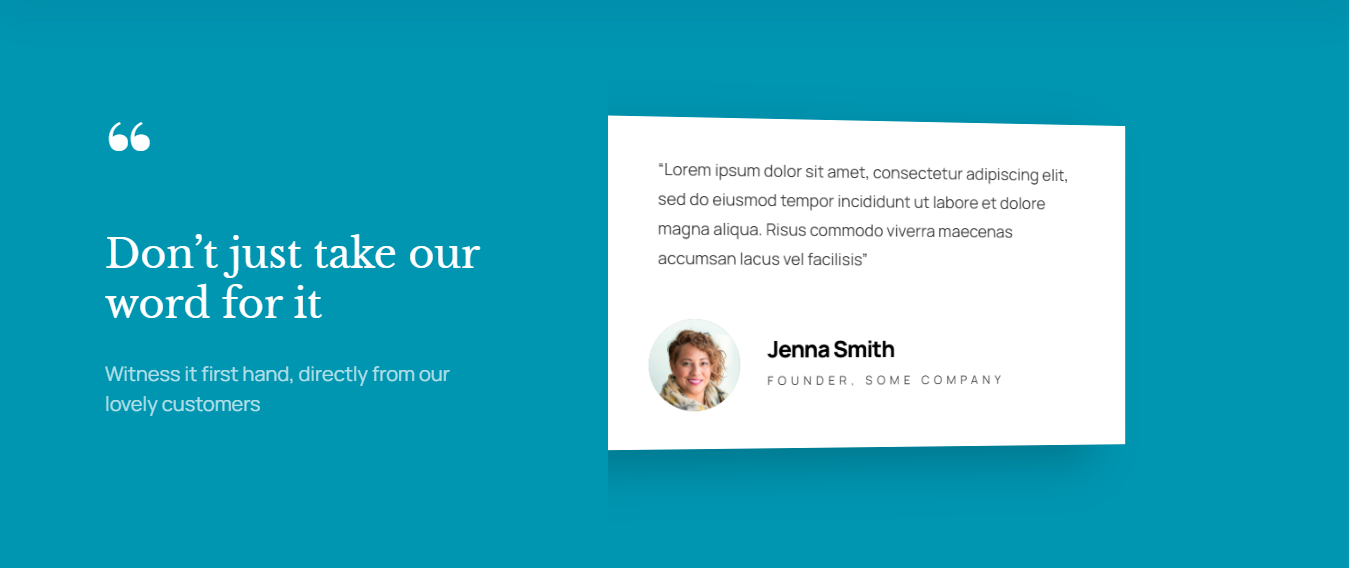 “
Don’t just take our
word for it
Witness it first hand, directly from our
lovely customers
“Lorem ipsum dolor sit amet, consectetur adipiscing elit,
sed do eiusmod tempor incididunt ut labore et dolore
magna aliqua. Risus commodo viverra maecenas
accumsan lacus vel facilisis”
Jenna Smith
FOUNDER, SOME COMPANY